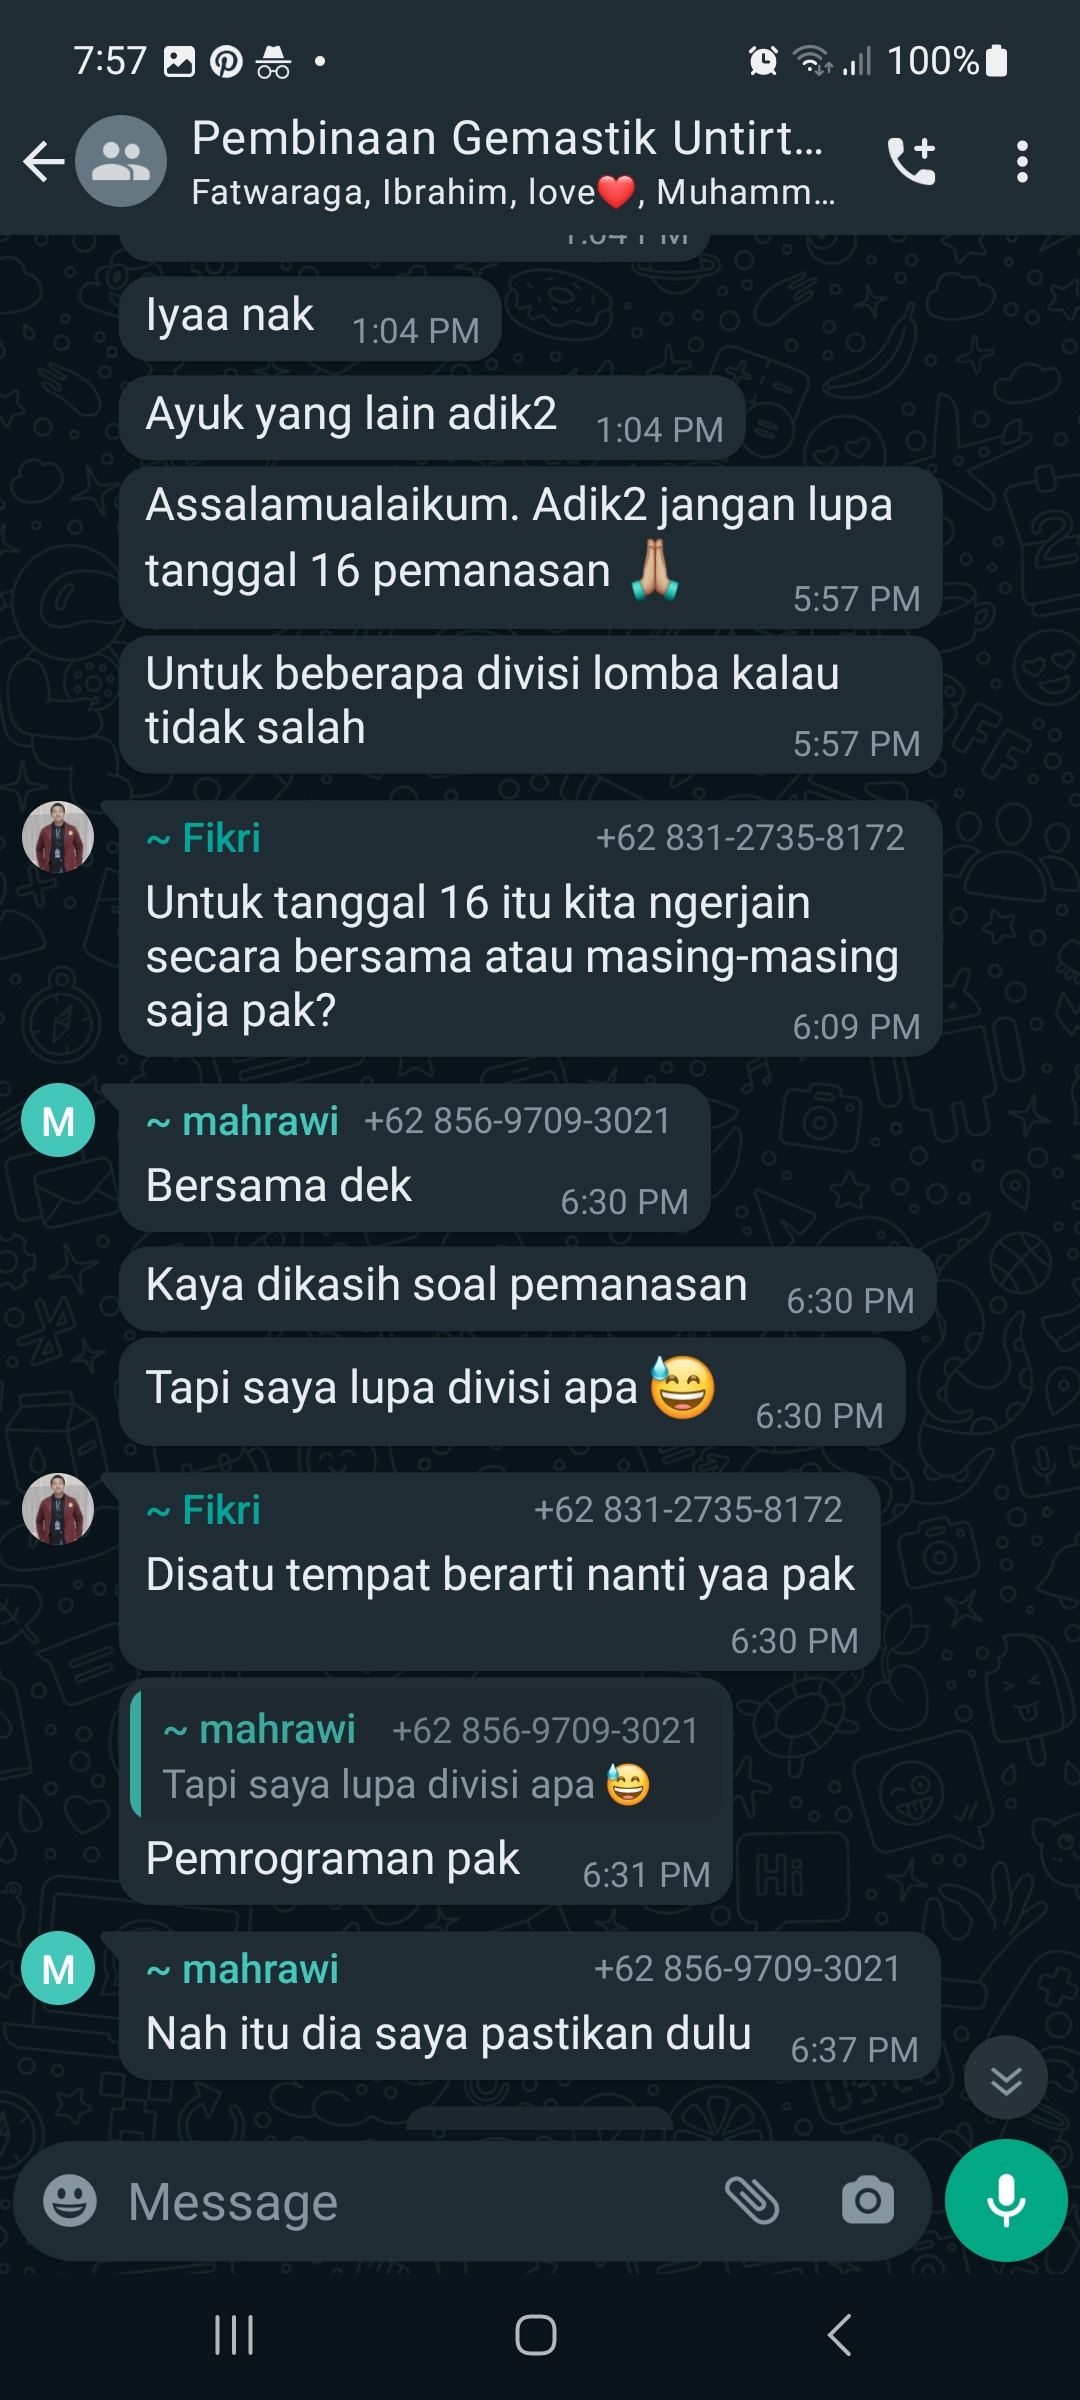 7:57
100%
Pembinaan Gemastik Untirt...
Fatwaraga, Ibrahim, love❤️, Muhamm...
1:04 PM
Iyaa nak 1:04 PM
Ayuk yang lain adik2 1:04 PM
Assalamualaikum. Adik2 jangan lupa
tanggal 16 pemanasan 🙏🏼
5:57 PM
Untuk beberapa divisi lomba kalau
tidak salah
5:57 PM
~ Fikri +62 831-2735-8172
Untuk tanggal 16 itu kita ngerjain
secara bersama atau masing-masing
saja pak?
6:09 PM
M
~ mahrawi +62 856-9709-3021
Bersama dek 6:30 PM
Kaya dikasih soal pemanasan 6:30 PM
Tapi saya lupa divisi apa 😅 6:30 PM
~ Fikri +62 831-2735-8172
Disatu tempat berarti nanti yaa pak
6:30 PM
~ mahrawi +62 856-9709-3021
Tapi saya lupa divisi apa 😅
Pemrograman pak 6:31 PM
M
~ mahrawi +62 856-9709-3021
Nah itu dia saya pastikan dulu 6:37 PM
Message